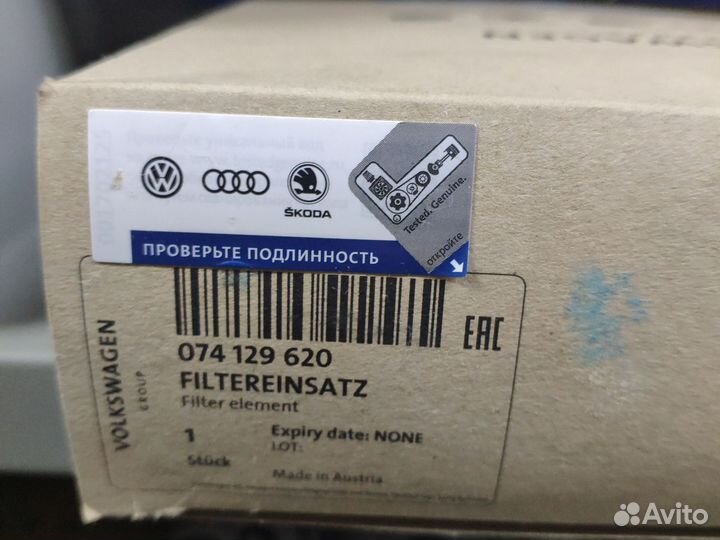 ŠKODA
Tested. Genuine.
откройте
ПРОВЕРЬТЕ ПОДЛИННОСТЬ
VOLKSWAGEN
GROUP
EAC
074 129 620
FILTEREINSATZ
Filter element
1
Stück
Expiry date: NONE
LOT:
Made in Austria
Avito